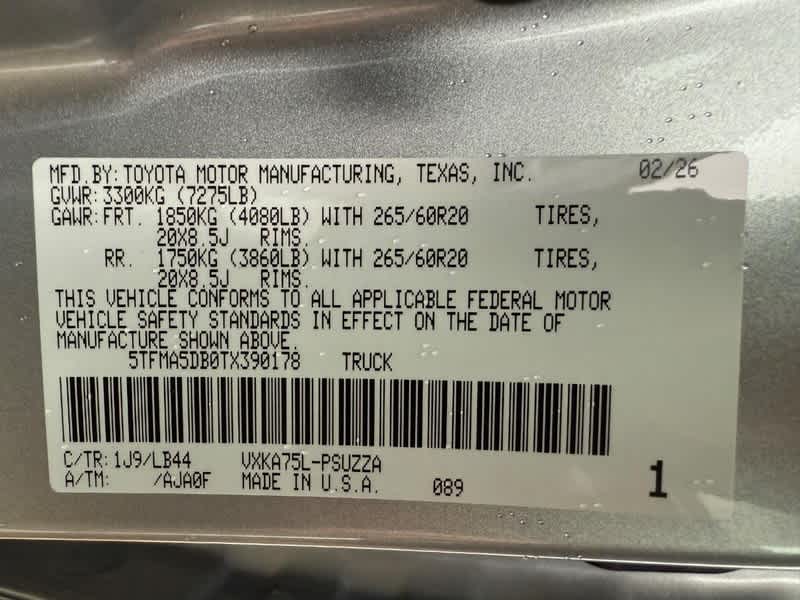 MFD.BY: TOYOTA MOTOR MANUFACTURING, TEXAS, INC. 02/26
GVWR: 3300KG (7275LB)
GAWR: FRT. 1850KG (4080LB) WITH 265/60R20 TIRES,
20X8.5J RIMS.
RR. 1750KG (3860LB) WITH 265/60R20 TIRES,
20X8.5J RIMS.
THIS VEHICLE CONFORMS TO ALL APPLICABLE FEDERAL MOTOR
VEHICLE SAFETY STANDARDS IN EFFECT ON THE DATE OF
MANUFACTURE SHOWN ABOVE.
5TFMA5DB0TX390178 TRUCK
C/TR: 1J9/LB44 VXKA75L-PSUZZA
A/TM: /AJA0F MADE IN U.S.A. 089 1